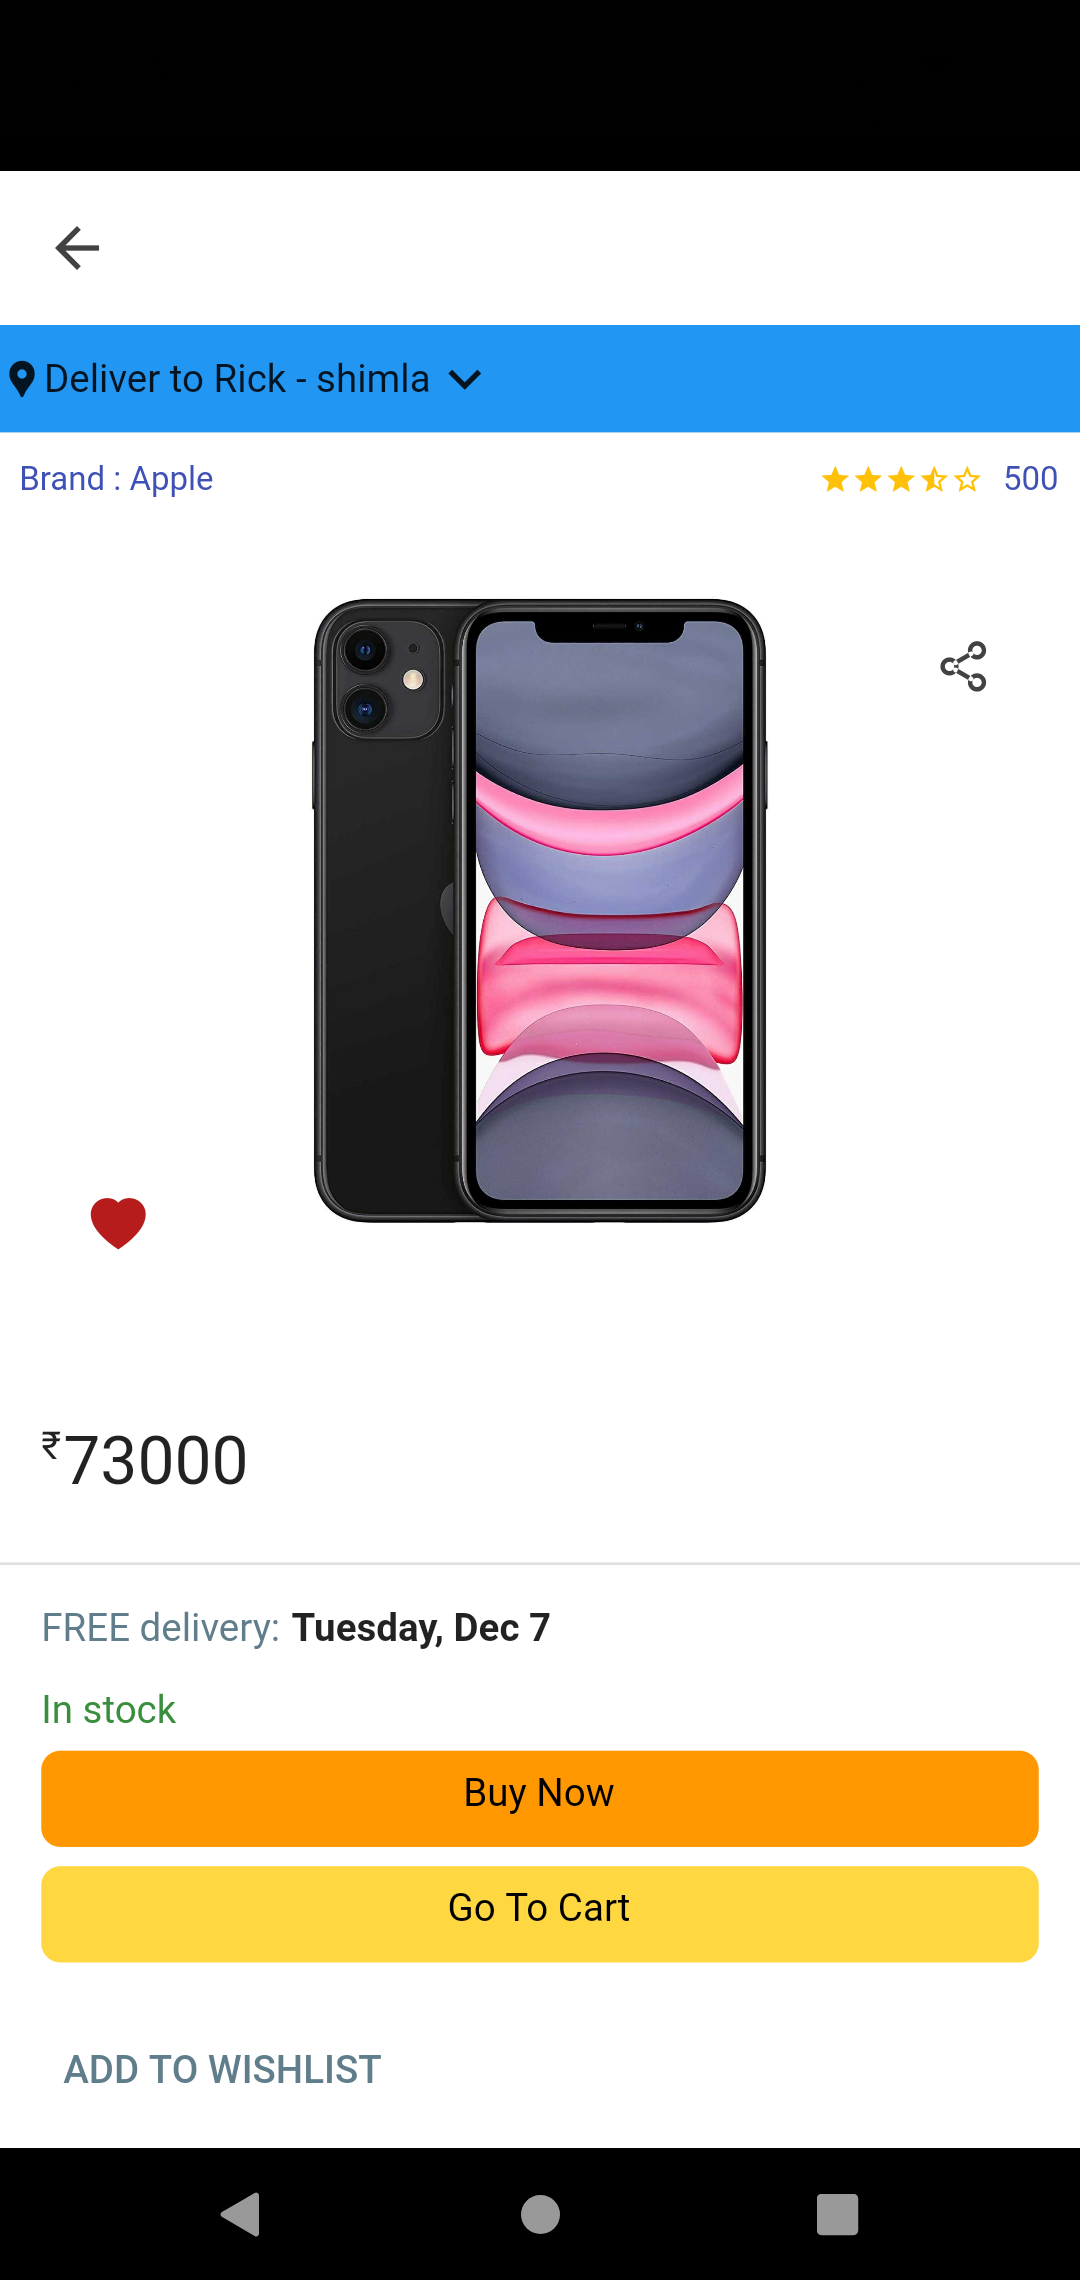 Deliver to Rick - shimla
Brand : Apple 500
₹73000
FREE delivery: Tuesday, Dec 7
In stock
Buy Now
Go To Cart
ADD TO WISHLIST